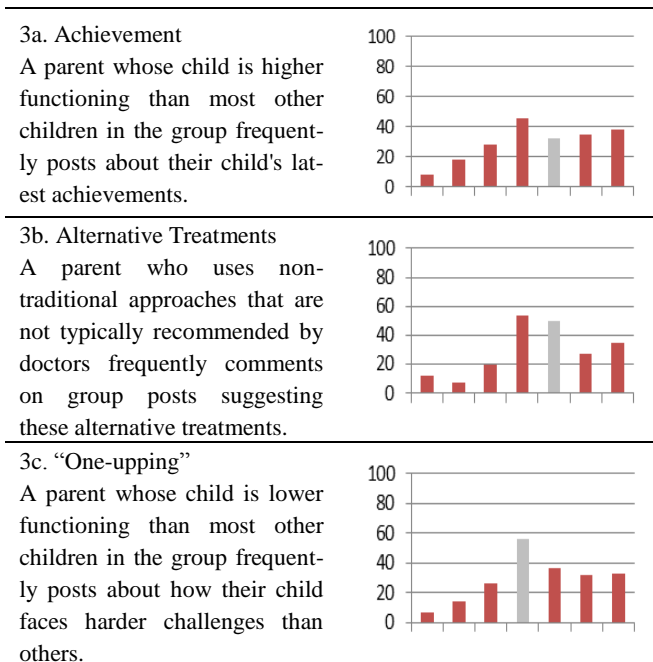 3a. Achievement
A parent whose child is higher
functioning than most other
children in the group frequent-
ly posts about their child's lat-
est achievements.
100
80
60
40
20
0
3b. Alternative Treatments
A parent who uses non-
traditional approaches that are
not typically recommended by
doctors frequently comments
on group posts suggesting
these alternative treatments.
100
80
60
40
20
0
3c. “One-upping”
A parent whose child is lower
functioning than most other
children in the group frequent-
ly posts about how their child
faces harder challenges than
others.
100
80
60
40
20
0